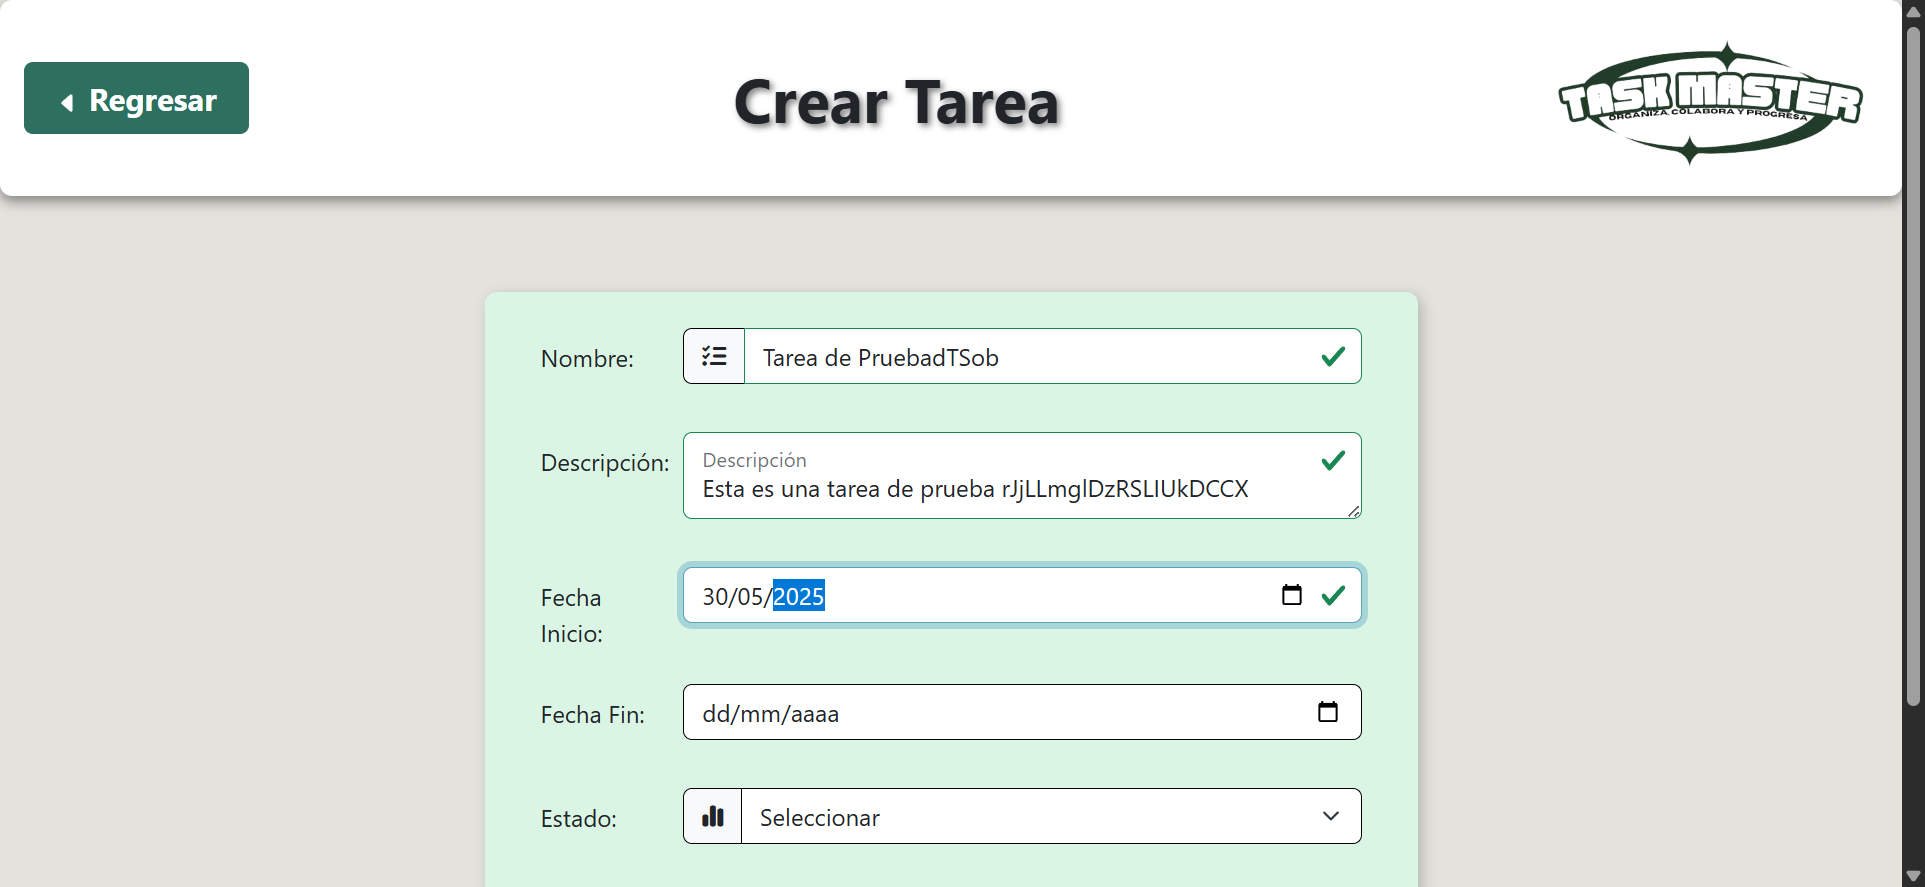 Regresar
Crear Tarea
TASK MASTER
ORGANIZA, COLABORA Y PROGRESA
Nombre:
Tarea de PruebadTSob
Descripción:
Descripción
Esta es una tarea de prueba rJjLLmglDzRSLIUkDCCX
Fecha
Inicio:
30/05/2025
Fecha Fin:
dd/mm/aaaa
Estado:
Seleccionar